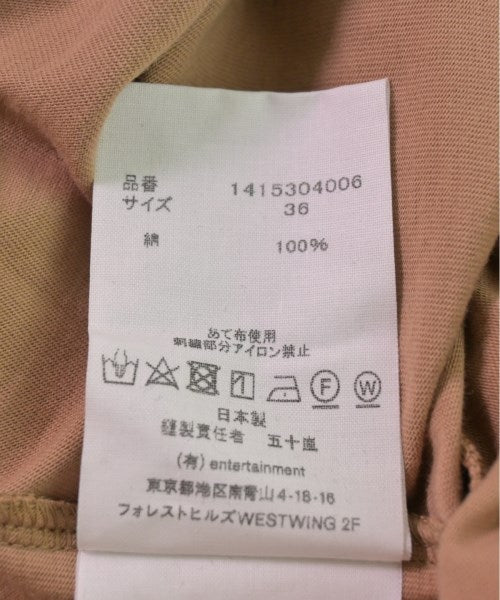 品番 1415304006
サイズ 36
綿 100%
あて布使用
刺繍部分アイロン禁止
F W
日本製
縫製責任者 五十嵐
(有) entertainment
東京都港区南青山4-18-16
フォレストヒルズWESTWING 2F